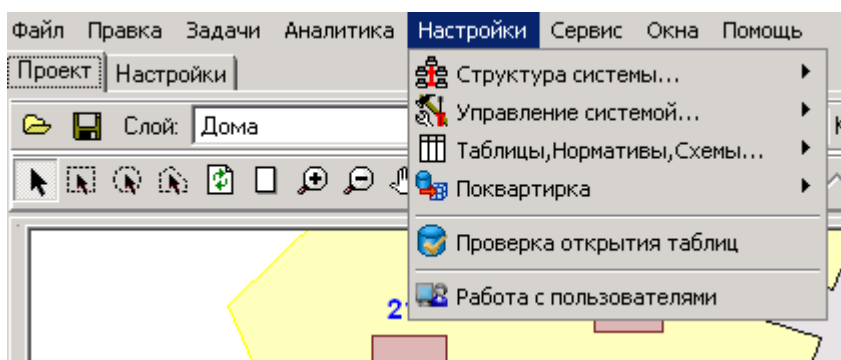 Файл Правка Задачи Аналитика Настройки Сервис Окна Помощь
Проект Настройки
Слой: Дома
Структура системы...
Управление системой...
Таблицы,Нормативы,Схемы...
Поквартирка
Проверка открытия таблиц
Работа с пользователями